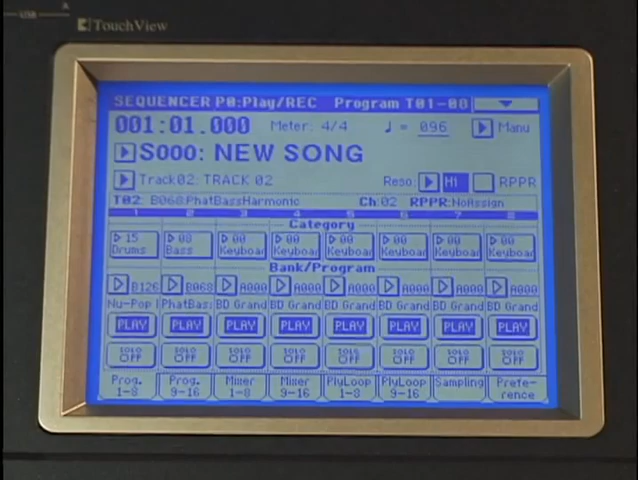 USB
A
TouchView
SEQUENCER P0:Play/REC Program T01-08
001:01.000 Meter: 4/4 ♩ = 096 Manu
S000: NEW SONG
Track02: TRACK 02 Reso: HI RPPR
T02: B068:PhatBassHarmonic Ch:02 RPPR:NoAssign
1 2 3 4 5 6 7 8
Category
15 08 00 00 00 00 00 00
Drums Bass Keyboar Keyboar Keyboar Keyboar Keyboar Keyboar
Bank/Program
B126 B068 A000 A000 A000 A000 A000 A000
Nu-Pop PhatBas: BD Grand BD Grand BD Grand BD Grand BD Grand BD Grand
PLAY PLAY PLAY PLAY PLAY PLAY PLAY PLAY
SOLO SOLO SOLO SOLO SOLO SOLO SOLO SOLO
OFF OFF OFF OFF OFF OFF OFF OFF
Prog. Prog. Mixer Mixer PlyLoop PlyLoop Sampling Prefe-
1-8 9-16 1-8 9-16 1-8 9-16 rence